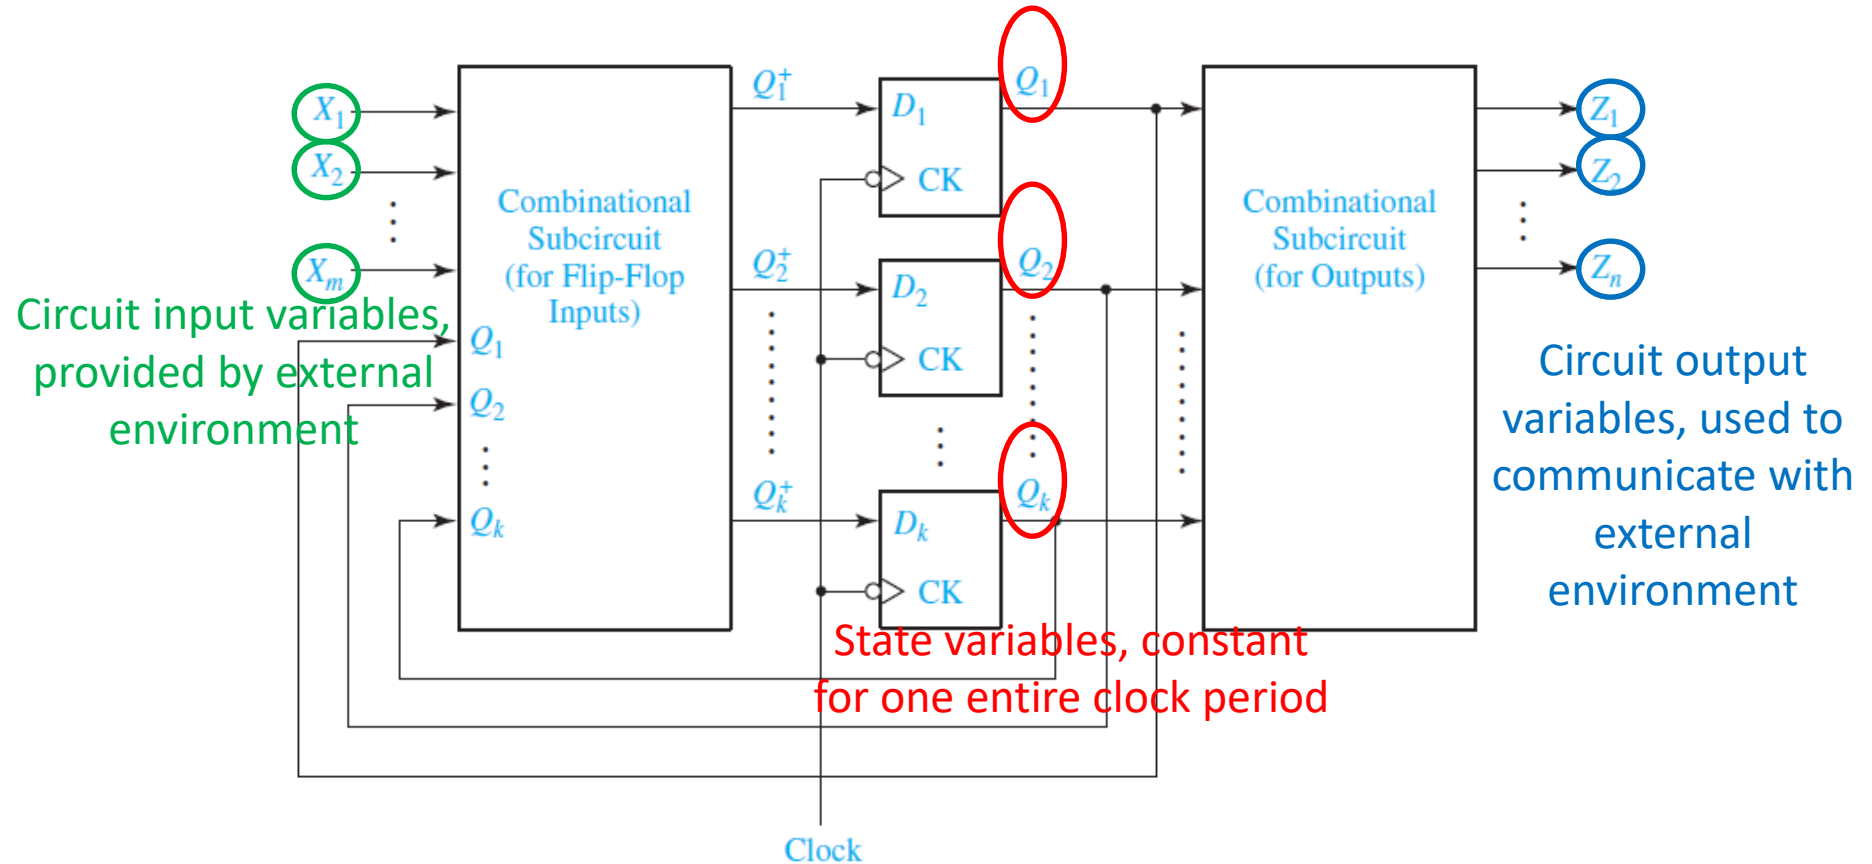 X₁
X₂
Xₘ
Circuit input variables,
provided by external
environment
Q₁
Q₂
Qₖ
Combinational
Subcircuit
(for Flip-Flop
Inputs)
Q₁⁺
Q₂⁺
Qₖ⁺
D₁
CK
D₂
CK
Dₖ
CK
Q₁
Q₂
Qₖ
State variables, constant
for one entire clock period
Clock
Combinational
Subcircuit
(for Outputs)
Z₁
Z₂
Zₙ
Circuit output
variables, used to
communicate with
external
environment